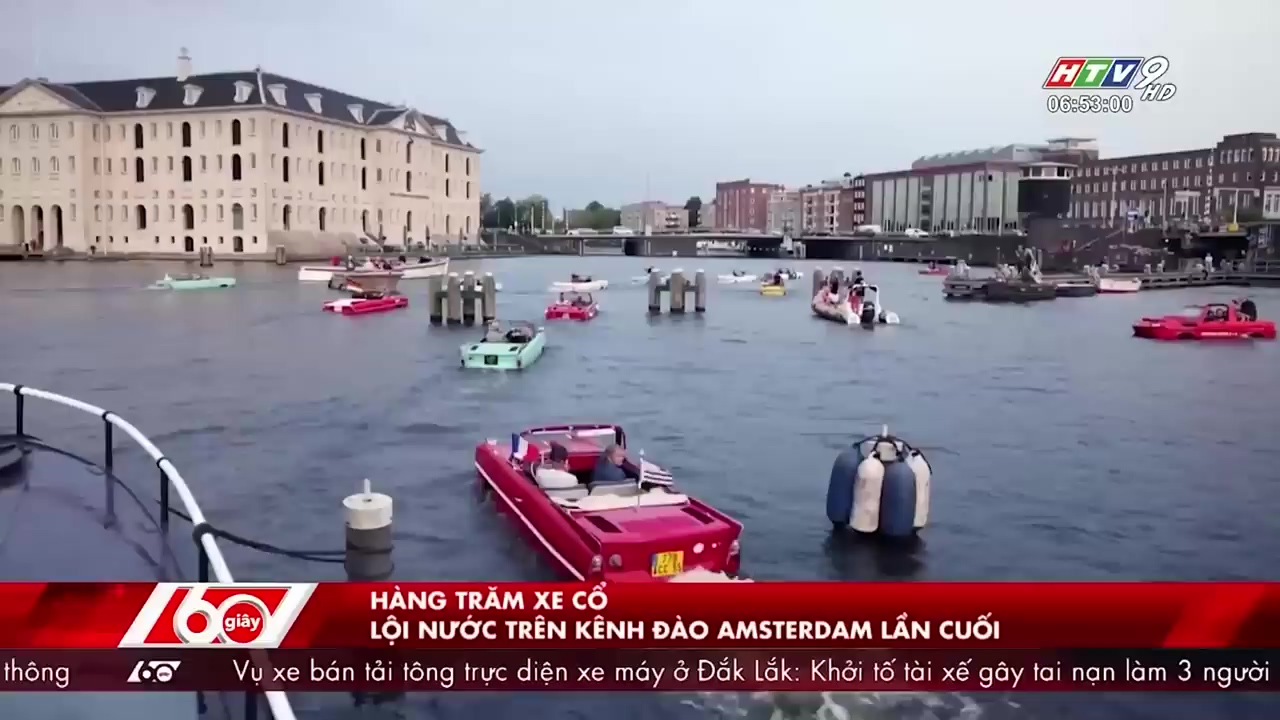 HTV9 HD
06:53:00
60 giây
HÀNG TRĂM XE CỔ
LỘI NƯỚC TRÊN KÊNH ĐÀO AMSTERDAM LẦN CUỐI
thông 60 Vụ xe bán tải tông trực diện xe máy ở Đắk Lắk: Khởi tố tài xế gây tai nạn làm 3 người